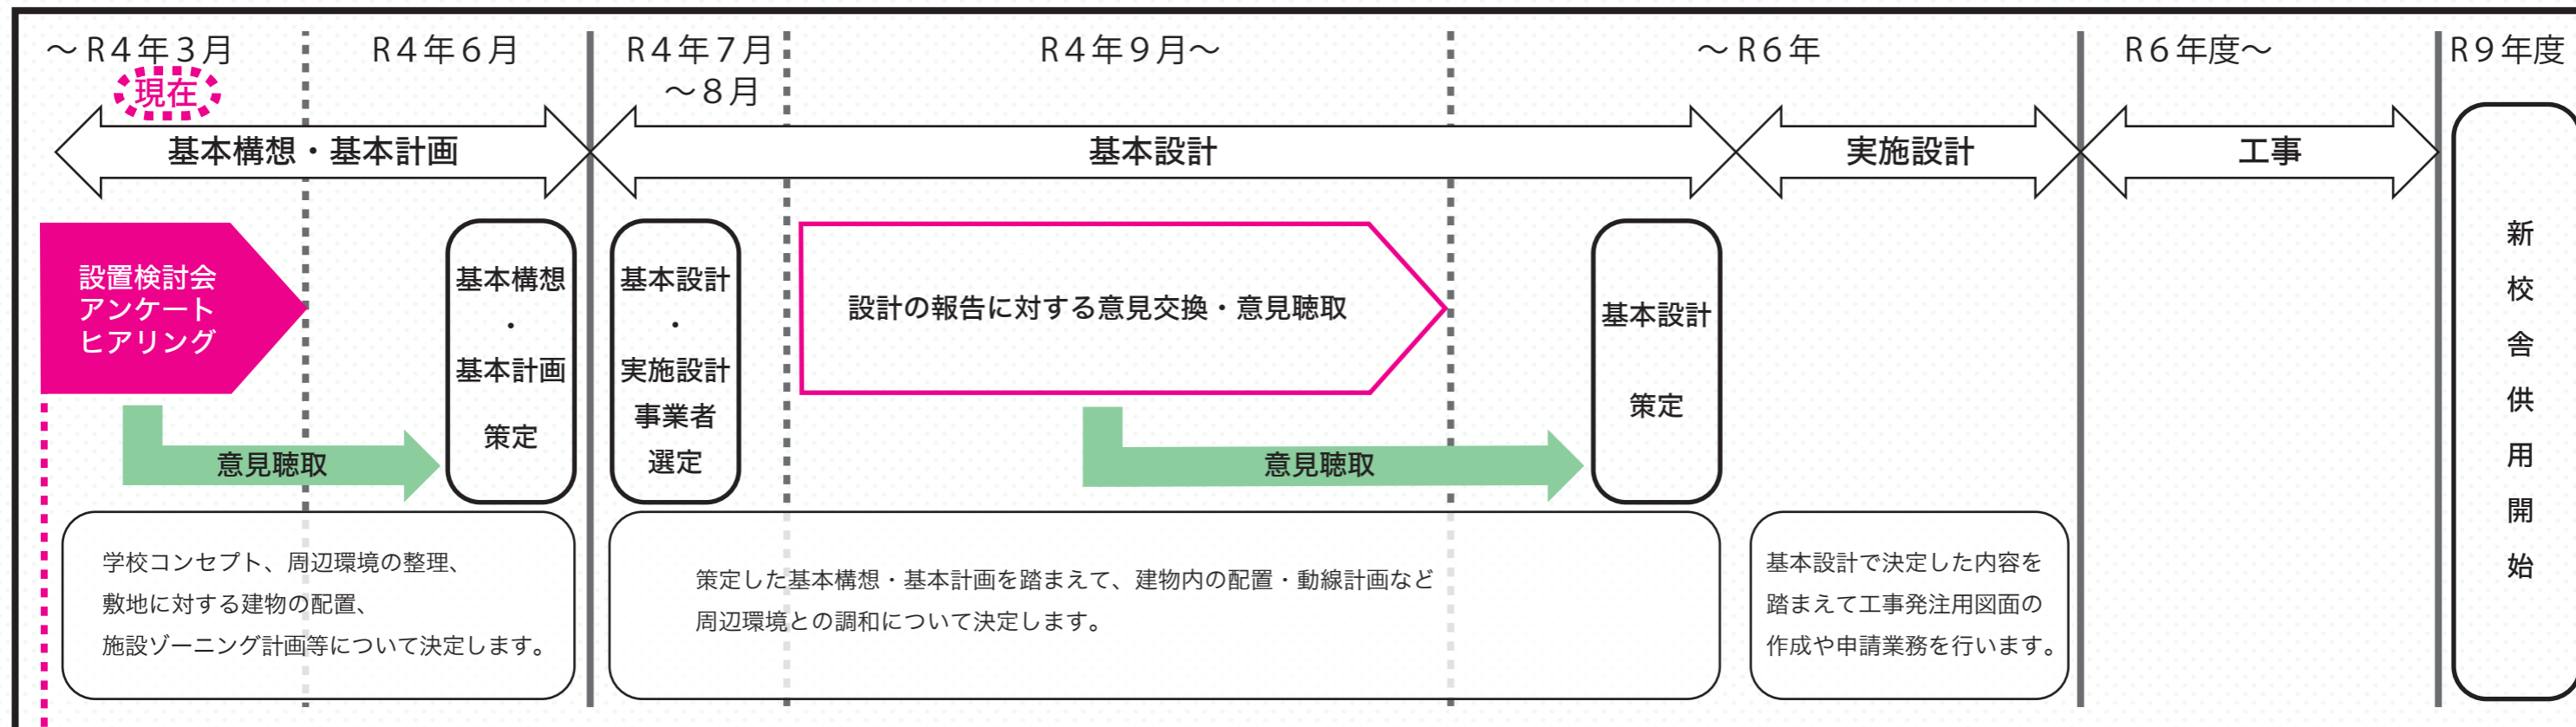 ～R４年３月
現在
R４年６月
R４年７月
～８月
R４年９月～
～R６年
R６年度～
R９年度
基本構想・基本計画
基本設計
実施設計
工事
設置検討会
アンケート
ヒアリング
意見聴取
基本構想
・
基本計画
策定
基本設計
・
実施設計
事業者
選定
設計の報告に対する意見交換・意見聴取
意見聴取
基本設計
策定
新校舎供用開始
学校コンセプト、周辺環境の整理、
敷地に対する建物の配置、
施設ゾーニング計画等について決定します。
策定した基本構想・基本計画を踏まえて、建物内の配置・動線計画など
周辺環境との調和について決定します。
基本設計で決定した内容を
踏まえて工事発注用図面の
作成や申請業務を行います。